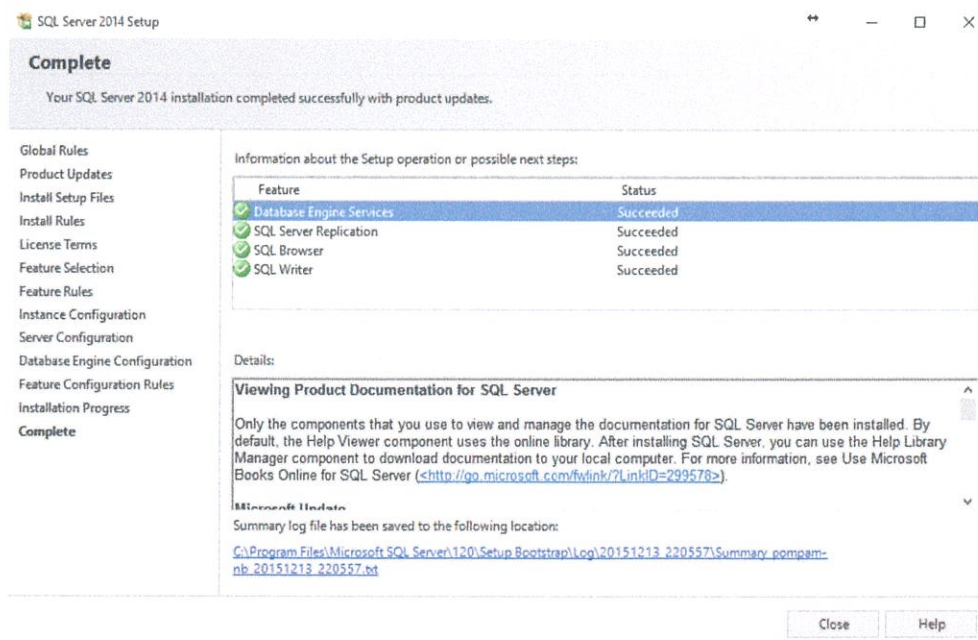 SQL Server 2014 Setup
Complete
Your SQL Server 2014 installation completed successfully with product updates.
Global Rules
Product Updates
Install Setup Files
Install Rules
License Terms
Feature Selection
Feature Rules
Instance Configuration
Server Configuration
Database Engine Configuration
Feature Configuration Rules
Installation Progress
Complete
Information about the Setup operation or possible next steps:
Feature Status
Database Engine Services Succeeded
SQL Server Replication Succeeded
SQL Browser Succeeded
SQL Writer Succeeded
Details:
Viewing Product Documentation for SQL Server
Only the components that you use to view and manage the documentation for SQL Server have been installed. By
default, the Help Viewer component uses the online library. After installing SQL Server, you can use the Help Library
Manager component to download documentation to your local computer. For more information, see Use Microsoft
Books Online for SQL Server (<http://go.microsoft.com/fwlink/?LinkID=299578>).
Microsoft Update
Summary log file has been saved to the following location:
C:\Program Files\Microsoft SQL Server\120\Setup Bootstrap\Log\20151213_220557\Summary_pompam-
nb_20151213_220557.txt
Close Help